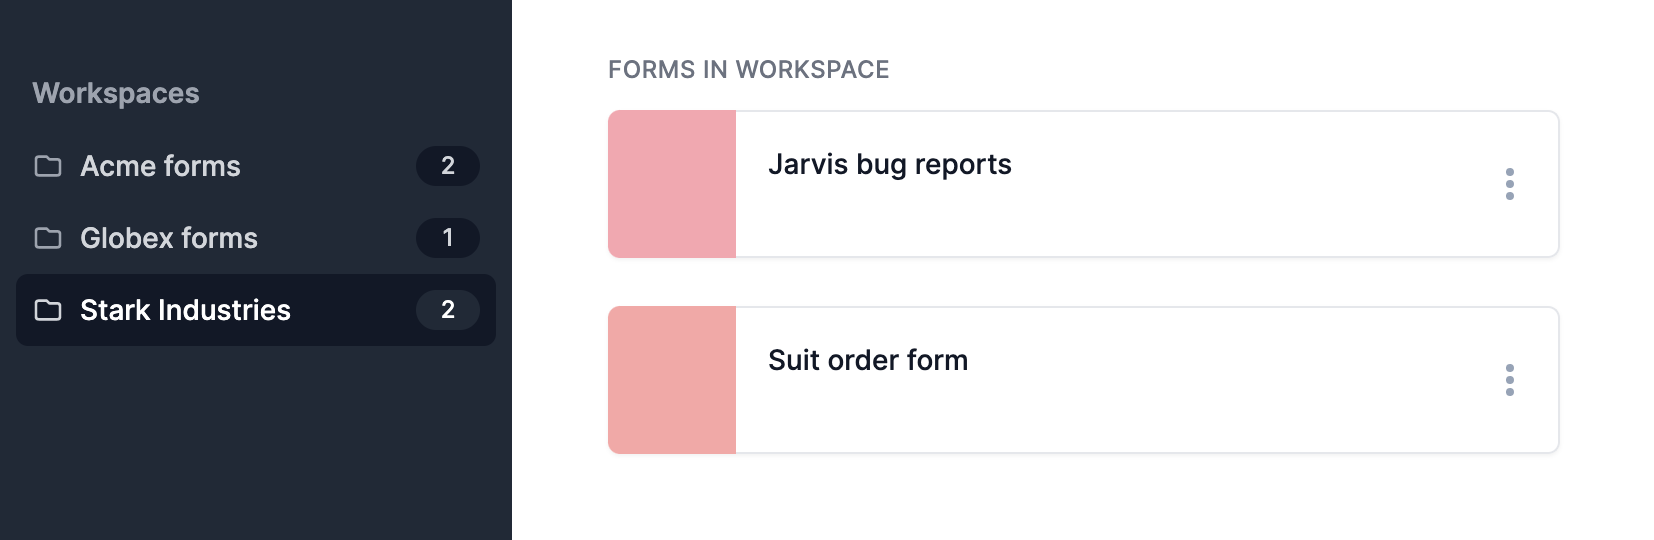 Workspaces
Acme forms 2
Globex forms 1
Stark Industries 2
FORMS IN WORKSPACE
Jarvis bug reports
Suit order form